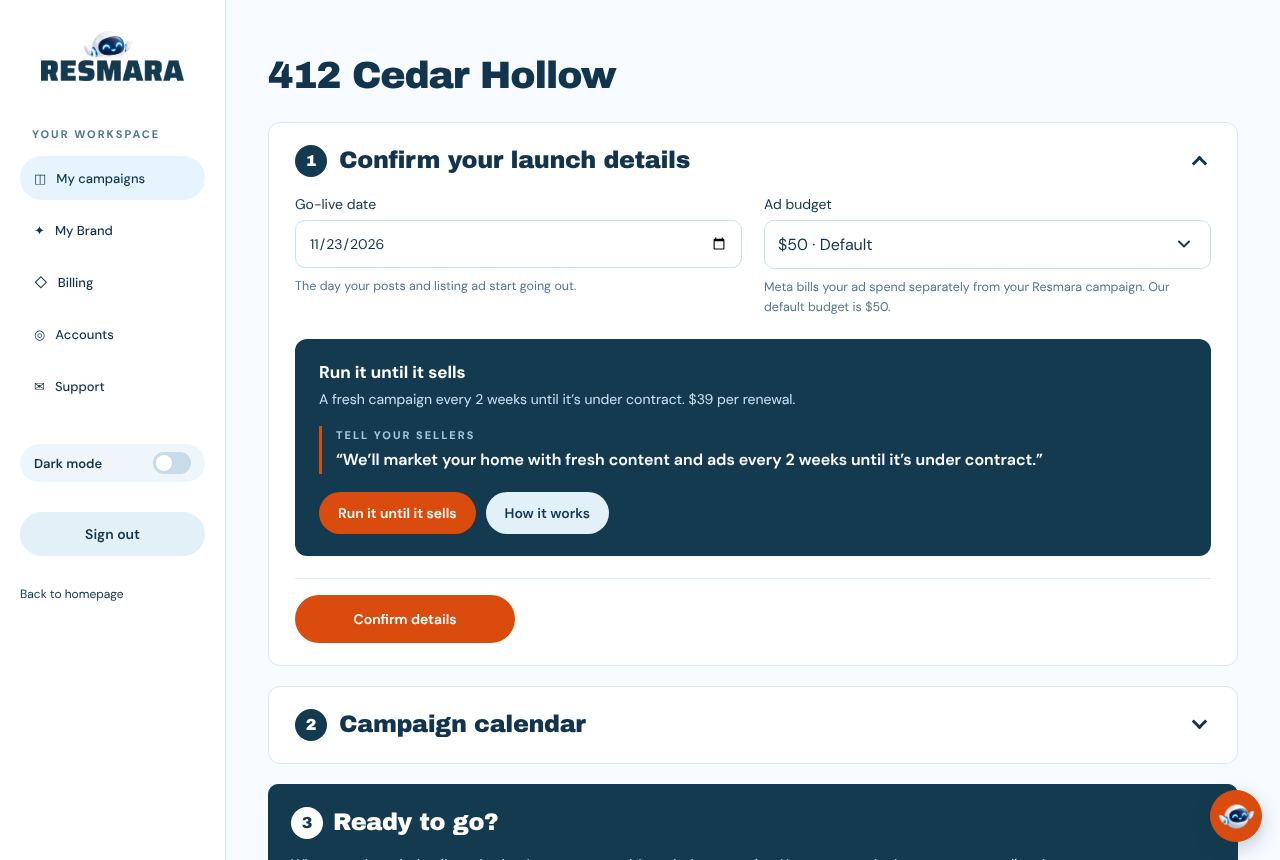 RESMARA
YOUR WORKSPACE
My campaigns
My Brand
Billing
Accounts
Support
Dark mode
Sign out
Back to homepage
412 Cedar Hollow
1 Confirm your launch details
Go-live date
11/23/2026
The day your posts and listing ad start going out.
Ad budget
$50 · Default
Meta bills your ad spend separately from your Resmara campaign. Our
default budget is $50.
Run it until it sells
A fresh campaign every 2 weeks until it’s under contract. $39 per renewal.
TELL YOUR SELLERS
“We’ll market your home with fresh content and ads every 2 weeks until it’s under contract.”
Run it until it sells
How it works
Confirm details
2 Campaign calendar
3 Ready to go?